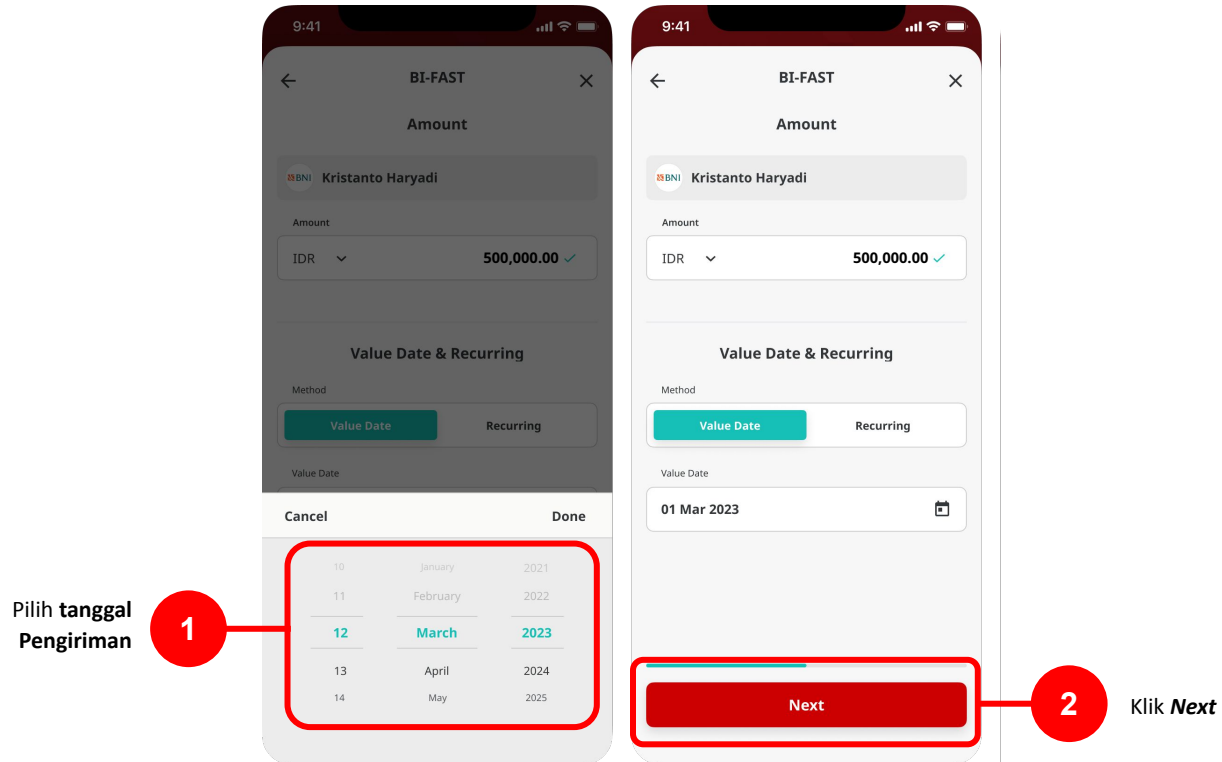 9:41
BI-FAST
Amount
BNI Kristanto Haryadi
Amount
IDR 500,000.00
Value Date & Recurring
Method
Value Date Recurring
Value Date
Cancel Done
10 January 2021
11 February 2022
12 March 2023
13 April 2024
14 May 2025
Pilih tanggal
Pengiriman
1
9:41
BI-FAST
Amount
BNI Kristanto Haryadi
Amount
IDR 500,000.00
Value Date & Recurring
Method
Value Date Recurring
Value Date
01 Mar 2023
Next
2
Klik Next